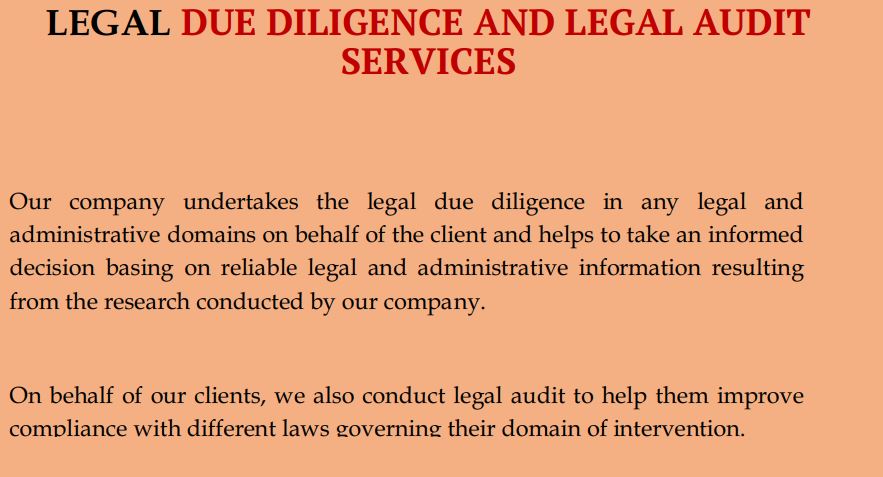 LEGAL DUE DILIGENCE AND LEGAL AUDIT
SERVICES
Our company undertakes the legal due diligence in any legal and
administrative domains on behalf of the client and helps to take an informed
decision basing on reliable legal and administrative information resulting
from the research conducted by our company.
On behalf of our clients, we also conduct legal audit to help them improve
compliance with different laws governing their domain of intervention.